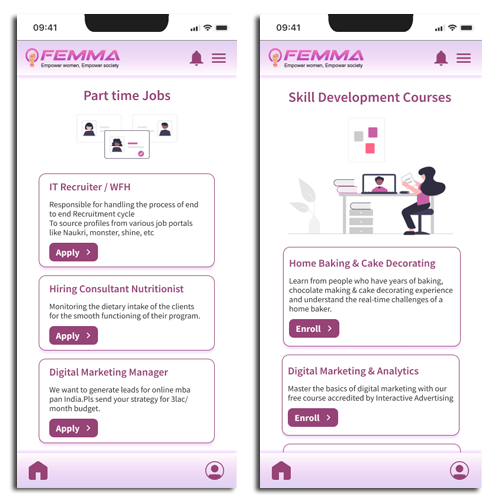 09:41
FEMMA
Empower women, Empower society
Part time Jobs
IT Recruiter / WFH
Responsible for handling the process of end
to end Recruitment cycle
To source profiles from various job portals
like Naukri, monster, shine, etc
Apply
Hiring Consultant Nutritionist
Monitoring the dietary intake of the clients
for the smooth functioning of their program.
Apply
Digital Marketing Manager
We want to generate leads for online mba
pan India.Pls send your strategy for 3lac/
month budget.
Apply
09:41
FEMMA
Empower women, Empower society
Skill Development Courses
Home Baking & Cake Decorating
Learn from people who have years of baking,
chocolate making & cake decorating experience
and understand the real-time challenges of a
home baker.
Enroll
Digital Marketing & Analytics
Master the basics of digital marketing with our
free course accredited by Interactive Advertising
Enroll